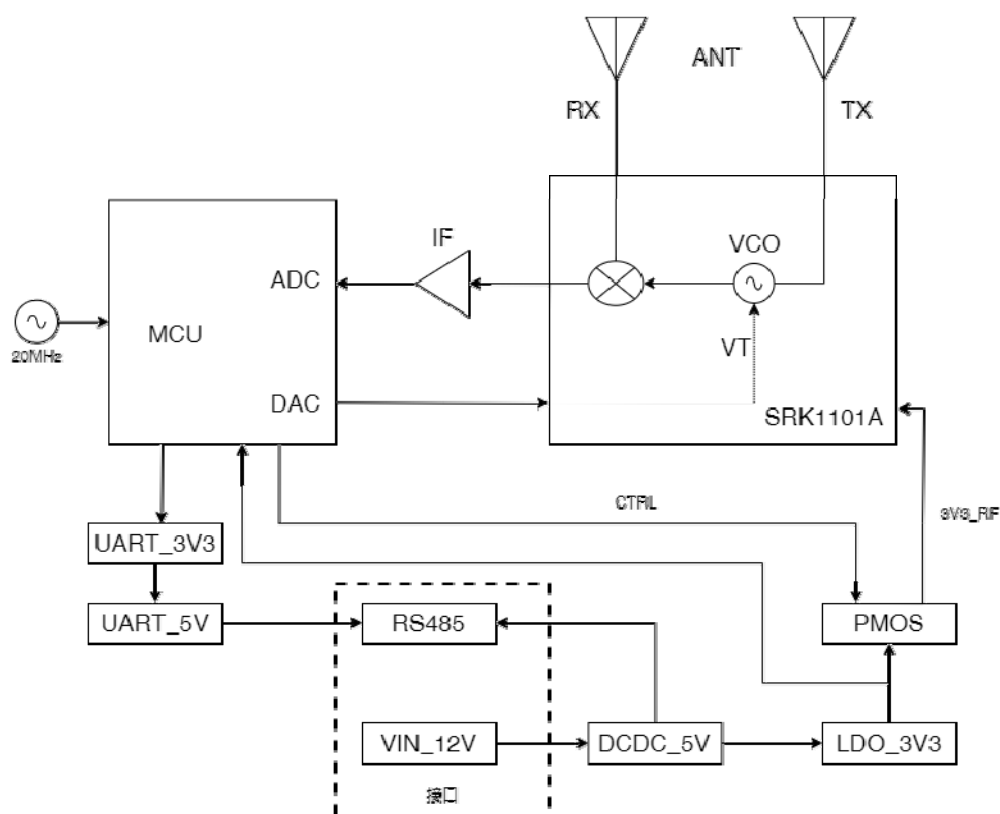 ANT
RX
TX
IF
VCO
ADC
MCU
20MHz
VT
DAC
SRK1101A
CTRL
3V3_RF
UART_3V3
UART_5V
RS485
PMOS
VIN_12V
DCDC_5V
LDO_3V3
接口